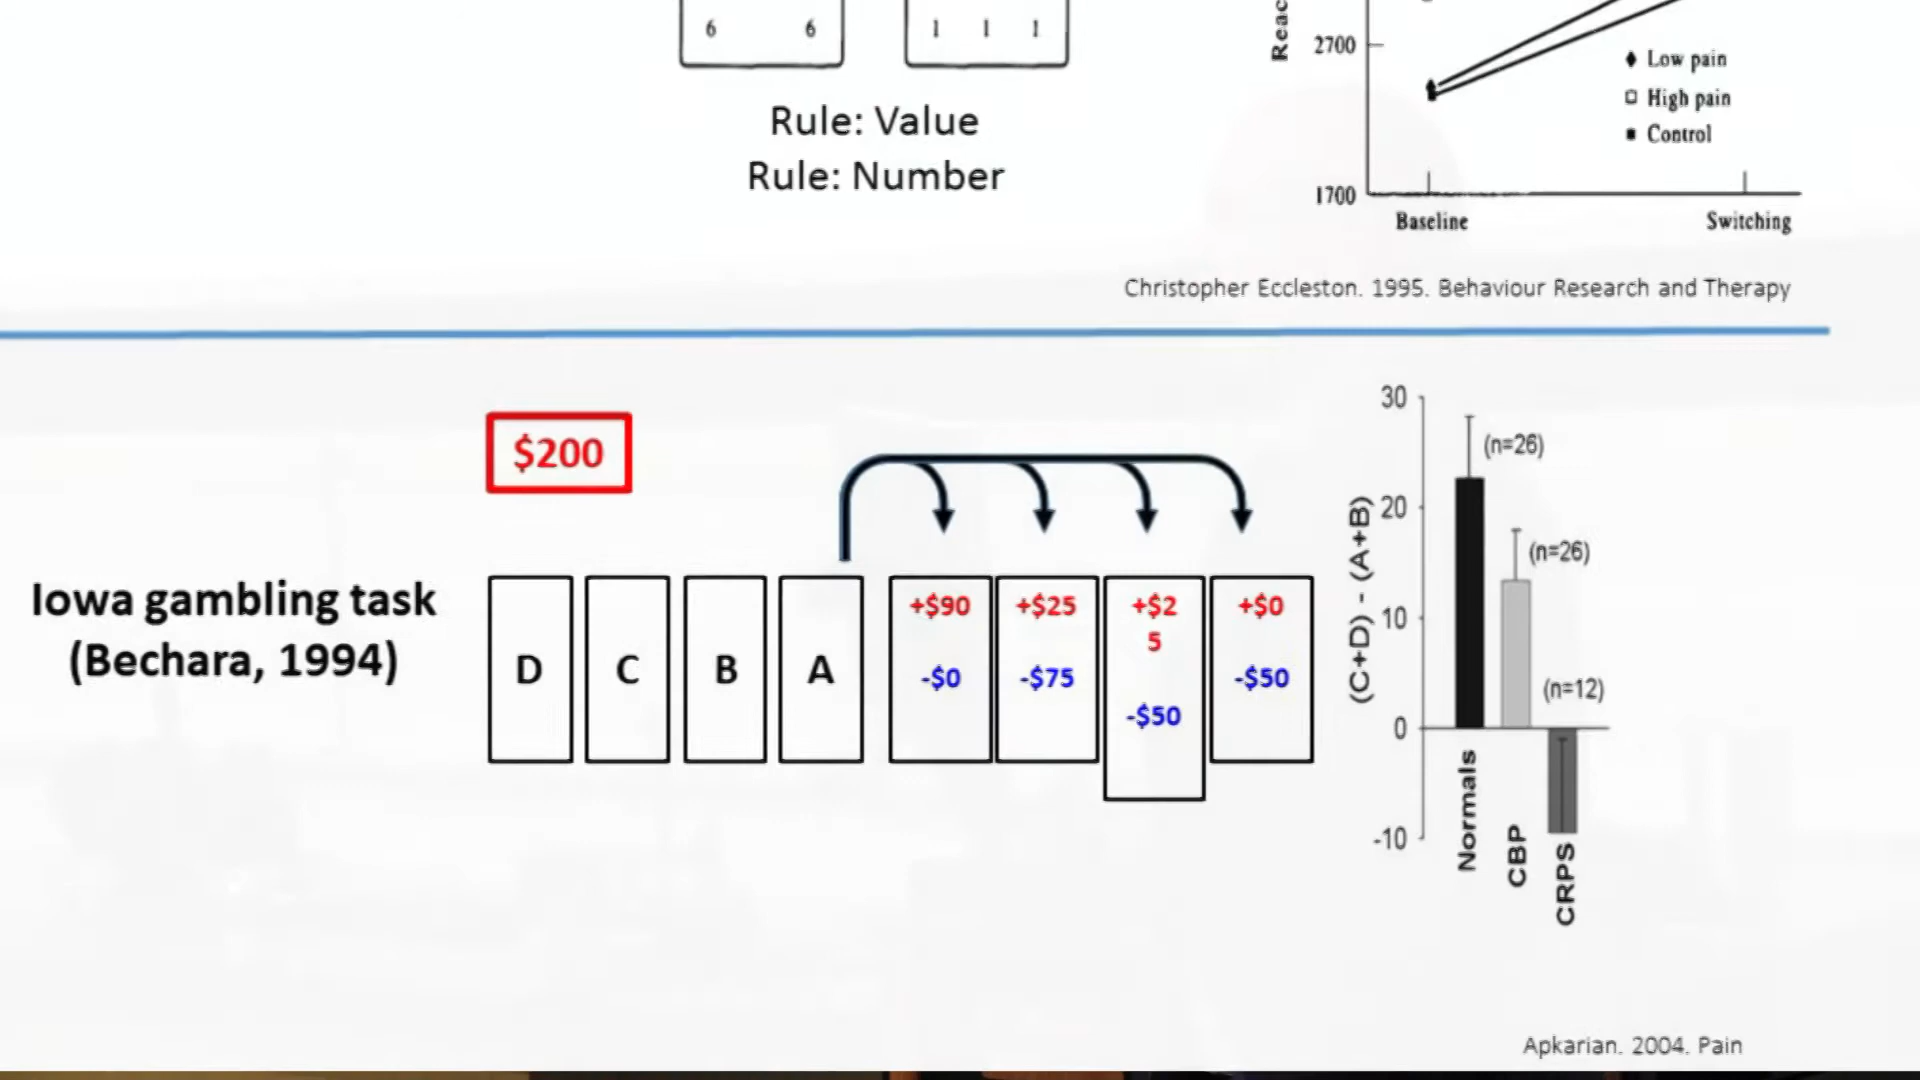 6 6
1 1 1
Rule: Value
Rule: Number
Reac
2700
1700
Low pain
High pain
Control
Baseline
Switching
Christopher Eccleston. 1995. Behaviour Research and Therapy
$200
Iowa gambling task
(Bechara, 1994)
D
C
B
A
+$90
-$0
+$25
-$75
+$2
5
-$50
+$0
-$50
(C+D) - (A+B)
30
20
10
0
-10
(n=26)
(n=26)
(n=12)
Normals
CBP
CRPS
Apkarian. 2004. Pain